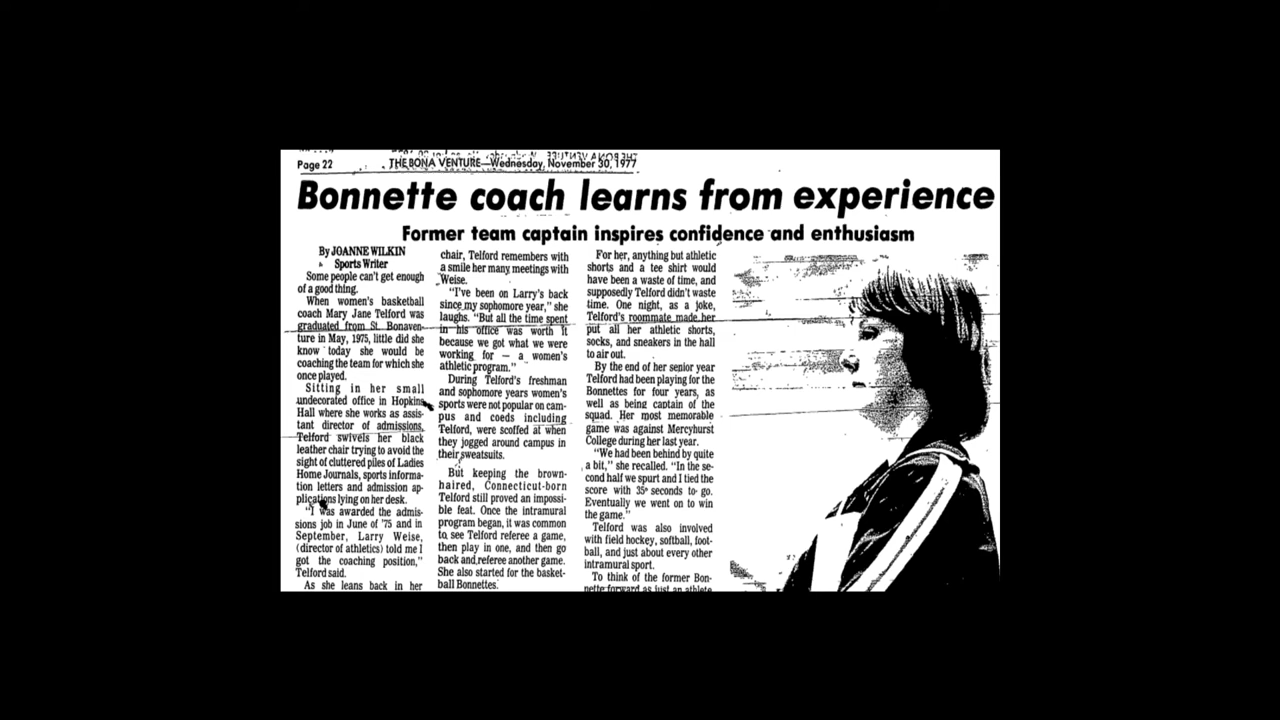 Page 22
THE BONA VENTURE—Wednesday, November 30, 1977
Bonnette coach learns from experience
Former team captain inspires confidence and enthusiasm
By JOANNE WILKIN
Sports Writer
Some people can't get enough
of a good thing.
When women's basketball
coach Mary Jane Telford was
graduated from St. Bonaven-
ture in May, 1975, little did she
know today she would be
coaching the team for which she
once played.
Sitting in her small
undecorated office in Hopkins
Hall where she works as assis-
tant director of admissions,
Telford swivels her black
leather chair trying to avoid the
sight of cluttered piles of Ladies
Home Journals, sports informa-
tion letters and admission ap-
plications lying on her desk.
"I was awarded the admis-
sions job in June of '75 and in
September, Larry Weise,
(director of athletics) told me I
got the coaching position,"
Telford said.
As she leans back in her
chair, Telford remembers with
a smile her many meetings with
Weise.
"I've been on Larry's back
since my sophomore year," she
laughs. "But all the time spent
in his office was worth it
because we got what we were
working for — a women's
athletic program."
During Telford's freshman
and sophomore years women's
sports were not popular on cam-
pus and coeds including
Telford, were scoffed at when
they jogged around campus in
their sweatsuits.
But keeping the brown-
haired, Connecticut-born
Telford still proved an impossi-
ble feat. Once the intramural
program began, it was common
to see Telford referee a game,
then play in one, and then go
back and referee another game.
She also started for the basket-
ball Bonnettes.
For her, anything but athletic
shorts and a tee shirt would
have been a waste of time, and
supposedly Telford didn't waste
time. One night, as a joke,
Telford's roommate made her
put all her athletic shorts,
socks, and sneakers in the hall
to air out.
By the end of her senior year
Telford had been playing for the
Bonnettes for four years, as
well as being captain of the
squad. Her most memorable
game was against Mercyhurst
College during her last year.
"We had been behind by quite
a bit," she recalled. "In the se-
cond half we spurt and I tied the
score with 35 seconds to go.
Eventually we went on to win
the game."
Telford was also involved
with field hockey, softball, foot-
ball, and just about every other
intramural sport.
To think of the former Bon-
nette forward as just an athlete